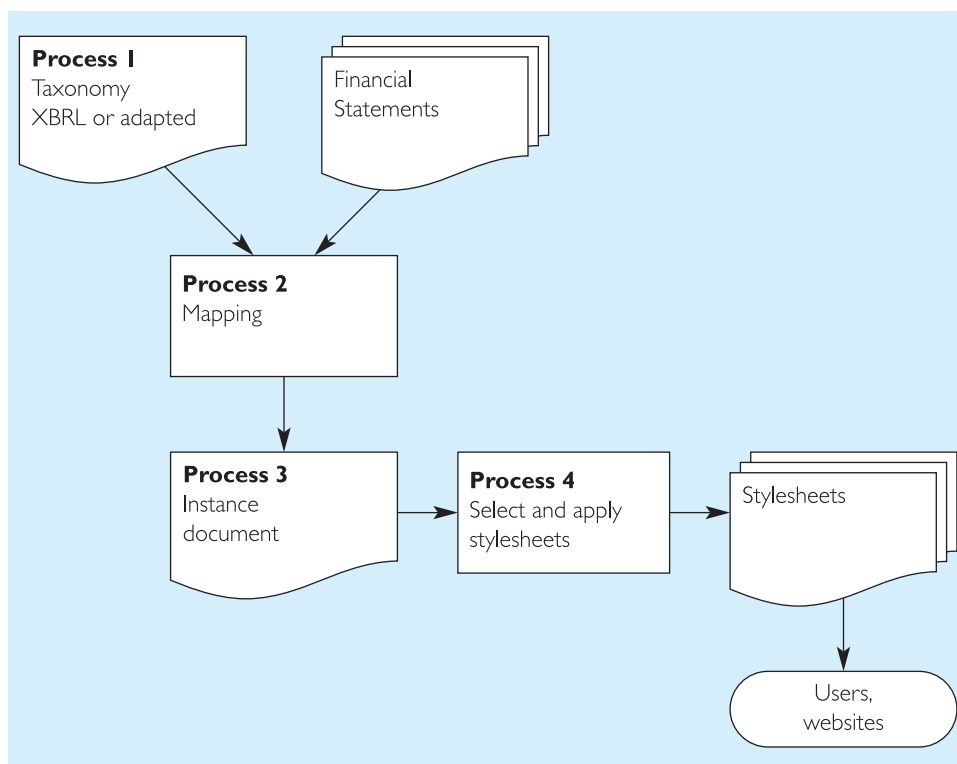 Process 1
Taxonomy
XBRL or adapted
Financial
Statements
Process 2
Mapping
Process 3
Instance
document
Process 4
Select and apply
stylesheets
Stylesheets
Users,
websites